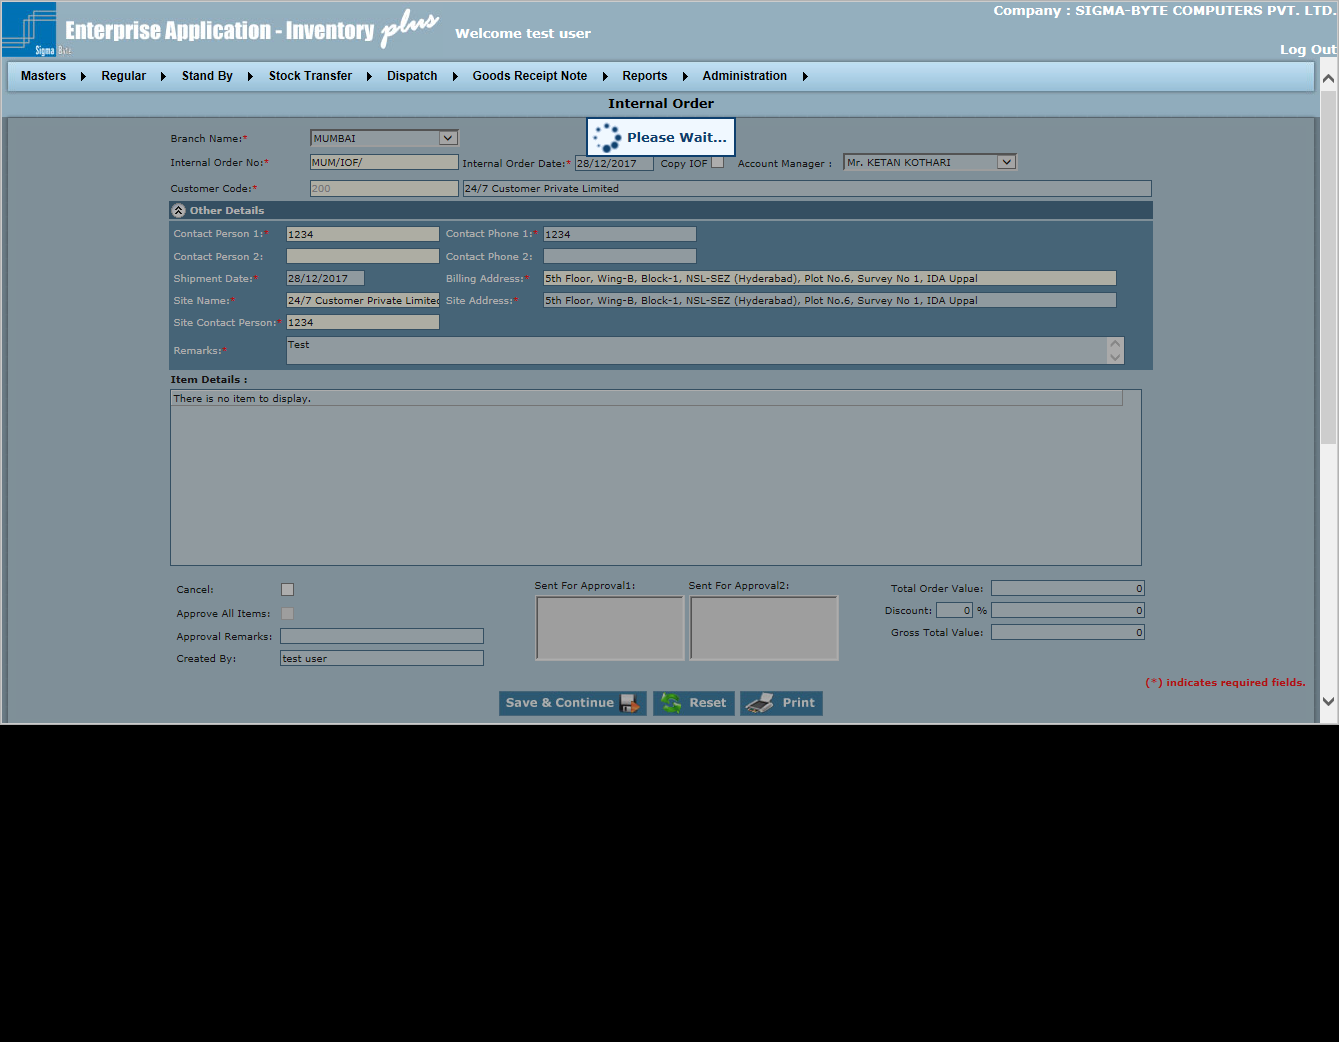 Company : SIGMA-BYTE COMPUTERS PVT. LTD.
Enterprise Application - Inventory plus
Welcome test user
Sigma Byte
Log Out
Masters Regular Stand By Stock Transfer Dispatch Goods Receipt Note Reports Administration
Internal Order
Please Wait...
Branch Name:* MUMBAI
Internal Order No:* MUM/IOF/ Internal Order Date:* 28/12/2017 Copy IOF Account Manager : Mr. KETAN KOTHARI
Customer Code:* 200 24/7 Customer Private Limited
Other Details
Contact Person 1:* 1234 Contact Phone 1:* 1234
Contact Person 2: Contact Phone 2:
Shipment Date:* 28/12/2017 Billing Address:* 5th Floor, Wing-B, Block-1, NSL-SEZ (Hyderabad), Plot No.6, Survey No 1, IDA Uppal
Site Name:* 24/7 Customer Private Limited Site Address:* 5th Floor, Wing-B, Block-1, NSL-SEZ (Hyderabad), Plot No.6, Survey No 1, IDA Uppal
Site Contact Person:* 1234
Remarks:* Test
Item Details :
There is no item to display.
Cancel: Sent For Approval1: Sent For Approval2: Total Order Value: 0
Approve All Items: Discount: 0 % 0
Approval Remarks: Gross Total Value: 0
Created By: test user
(*) indicates required fields.
Save & Continue Reset Print